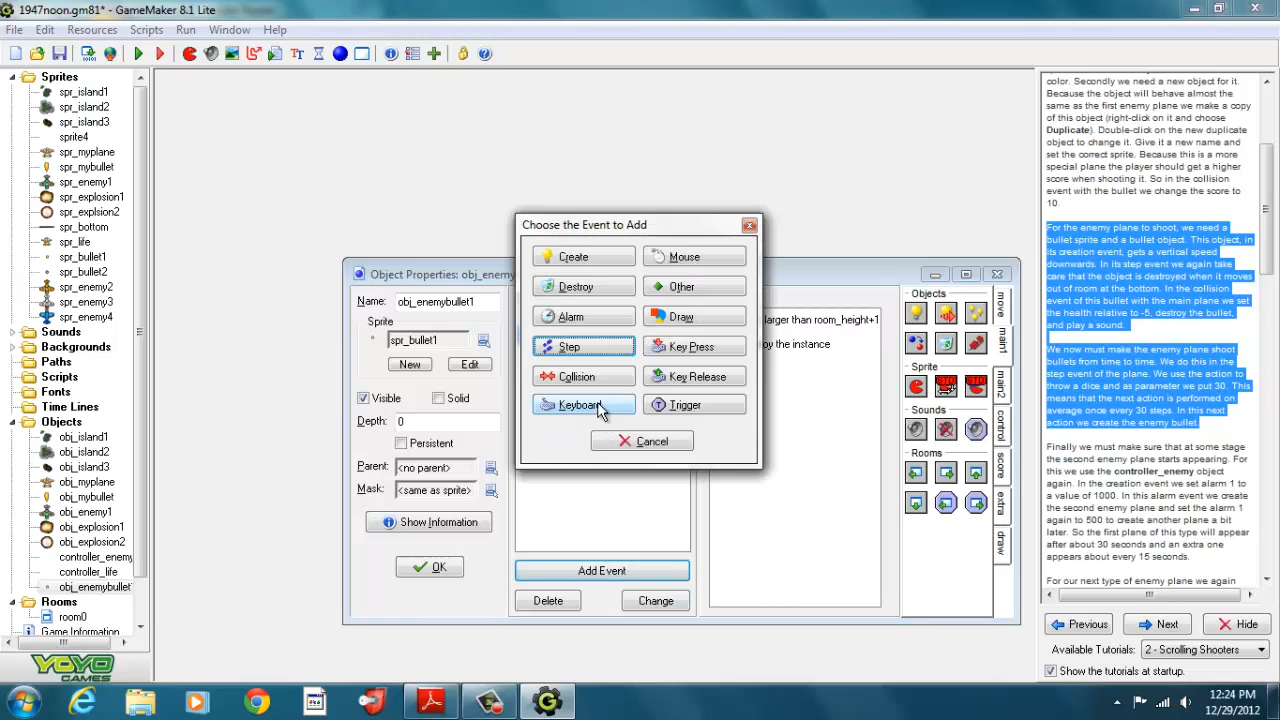 1947noon.gm81* - GameMaker 8.1 Lite
File Edit Resources Scripts Run Window Help
Sprites
spr_island1
spr_island2
spr_island3
sprite4
spr_myplane
spr_mybullet
spr_enemy1
spr_explosion1
spr_explsion2
spr_bottom
spr_life
spr_bullet1
spr_bullet2
spr_enemy2
spr_enemy3
spr_enemy4
Sounds
Backgrounds
Paths
Scripts
Fonts
Time Lines
Objects
obj_island1
obj_island2
obj_island3
obj_myplane
obj_mybullet
obj_enemy1
obj_explosion1
obj_explosion2
controller_enem
controller_life
obj_enemybullet
Rooms
room0
Game Information
YOYO
GAMES
Object Properties: obj_enemy
Name: obj_enemybullet1
Sprite
spr_bullet1
New Edit
Visible Solid
Depth: 0
Persistent
Parent: <no parent>
Mask: <same as sprite>
Show Information
OK
Choose the Event to Add
Create Mouse
Destroy Other
Alarm Draw
Step Key Press
Collision Key Release
Keyboard Trigger
Cancel
Add Event
Delete Change
larger than room_height+1
oy the instance
Objects
Sprite
Sounds
Rooms
move
main1
main2
score
extra
draw
color. Secondly we need a new object for it.
Because the object will behave almost the
same as the first enemy plane we make a copy
of this object (right-click on it and choose
Duplicate). Double-click on the new duplicate
object to change it. Give it a new name and
set the correct sprite. Because this is a more
special plane the player should get a higher
score when shooting it. So in the collision
event with the bullet we change the score to
10.
For the enemy plane to shoot, we need a
bullet sprite and a bullet object. This object, in
its creation event, gets a vertical speed
downwards. In its step event we again take
care that the object is destroyed when it moves
out of room at the bottom. In the collision
event of this bullet with the main plane we set
the health relative to -5, destroy the bullet,
and play a sound.
We now must make the enemy plane shoot
bullets from time to time. We do this in the
step event of the plane. We use the action to
throw a dice and as parameter we put 30. This
means that the next action is performed on
average once every 30 steps. In this next
action we create the enemy bullet.
Finally we must make sure that at some stage
the second enemy plane starts appearing. For
this we use the controller_enemy object
again. In the creation event we set alarm 1 to
a value of 1000. In this alarm event we create
the second enemy plane and set the alarm 1
again to 500 to create another plane a bit
later. So the first plane of this type will appear
after about 30 seconds and an extra one
appears about every 15 seconds.
For our next type of enemy plane we again
Previous Next Hide
Available Tutorials: 2 - Scrolling Shooters
Show the tutorials at startup.
12:24 PM
12/29/2012